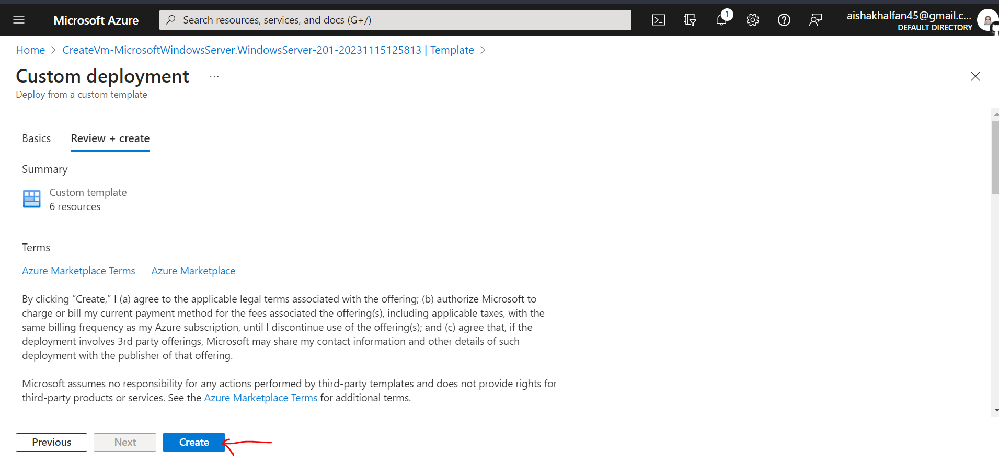 Microsoft Azure
Search resources, services, and docs (G+/)
1
aishakhalfan45@gmail.c...
DEFAULT DIRECTORY
Home > CreateVm-MicrosoftWindowsServer.WindowsServer-201-20231115125813 | Template >
Custom deployment ...
Deploy from a custom template
Basics
Review + create
Summary
Custom template
6 resources
Terms
Azure Marketplace Terms | Azure Marketplace
By clicking “Create,” I (a) agree to the applicable legal terms associated with the offering; (b) authorize Microsoft to
charge or bill my current payment method for the fees associated the offering(s), including applicable taxes, with the
same billing frequency as my Azure subscription, until I discontinue use of the offering(s); and (c) agree that, if the
deployment involves 3rd party offerings, Microsoft may share my contact information and other details of such
deployment with the publisher of that offering.
Microsoft assumes no responsibility for any actions performed by third-party templates and does not provide rights for
third-party products or services. See the Azure Marketplace Terms for additional terms.
Previous
Next
Create